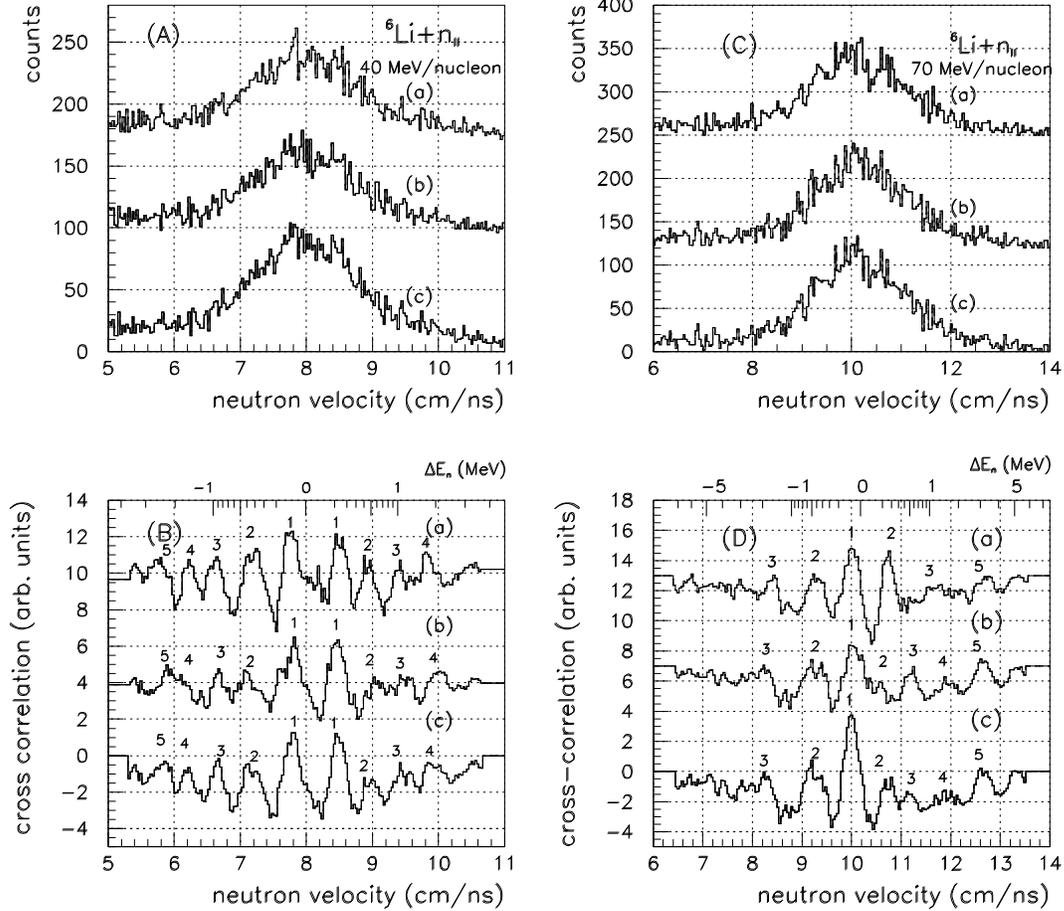 counts
250
200
150
100
50
0
(A)
⁶Li+n//
40 MeV/nucleon
(a)
(b)
(c)
5 6 7 8 9 10 11
neutron velocity (cm/ns)
counts
400
350
300
250
200
150
100
50
0
(C)
⁶Li+n//
70 MeV/nucleon
(a)
(b)
(c)
6 8 10 12 14
neutron velocity (cm/ns)
ΔEₙ (MeV)
-1 0 1
cross correlation (arb. units)
14
12
10
8
6
4
2
0
-2
-4
(B)
(a)
5 4 3 2 1 1 2 3 4
(b)
5 4 3 2 1 1 2 3 4
(c)
5 4 3 2 1 1 2 3 4
5 6 7 8 9 10 11
neutron velocity (cm/ns)
ΔEₙ (MeV)
-5 -1 0 1 5
cross-correlation (arb. units)
18
16
14
12
10
8
6
4
2
0
-2
-4
(D)
(a)
3 2 1 2 3 5
(b)
3 2 1 2 3 4 5
(c)
3 2 1 2 3 4 5
6 7 8 9 10 11 12 13 14
neutron velocity (cm/ns)